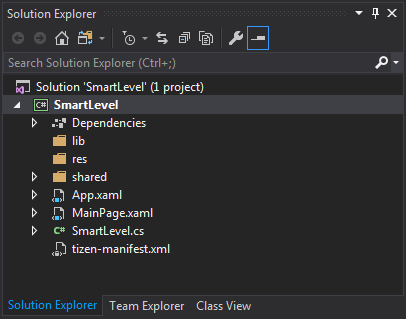 Solution Explorer
Search Solution Explorer (Ctrl+;)
Solution 'SmartLevel' (1 project)
C# SmartLevel
Dependencies
lib
res
shared
App.xaml
MainPage.xaml
C# SmartLevel.cs
tizen-manifest.xml
Solution Explorer Team Explorer Class View